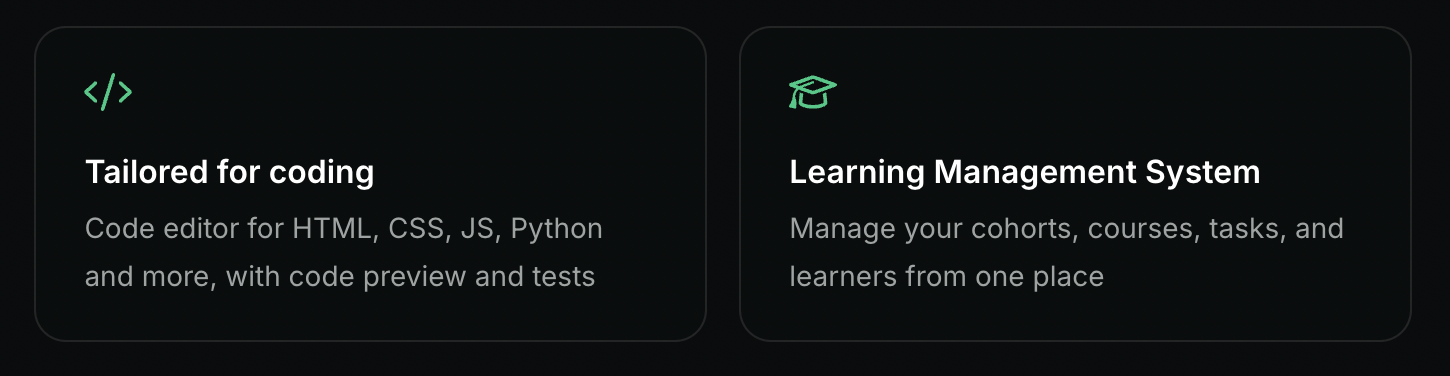 Tailored for coding
Code editor for HTML, CSS, JS, Python
and more, with code preview and tests
Learning Management System
Manage your cohorts, courses, tasks, and
learners from one place